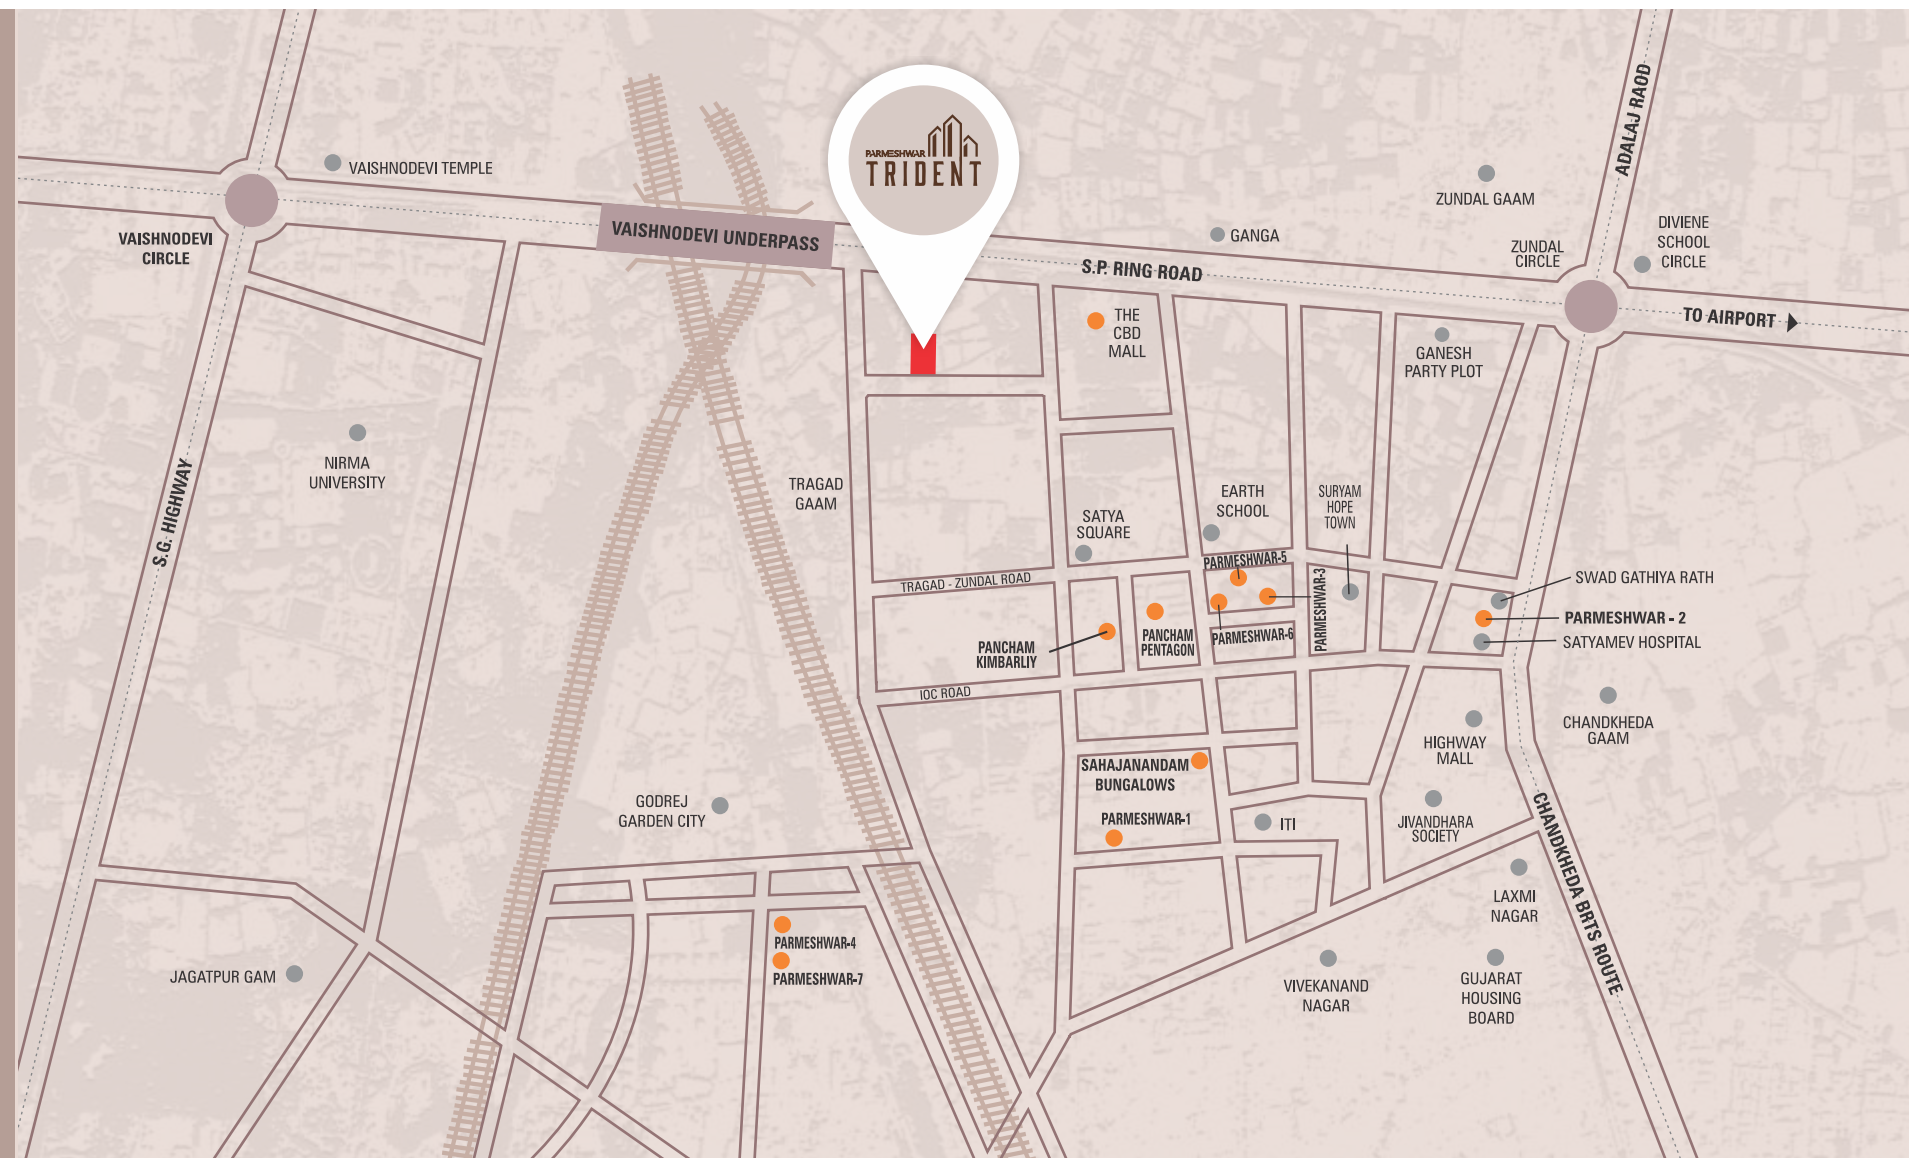 PARMESHWAR
TRIDENT
ADALAJ RAOD
VAISHNODEVI TEMPLE
ZUNDAL GAAM
VAISHNODEVI
CIRCLE
VAISHNODEVI UNDERPASS
GANGA
S.P. RING ROAD
ZUNDAL
CIRCLE
DIVIENE
SCHOOL
CIRCLE
TO AIRPORT
THE
CBD
MALL
GANESH
PARTY PLOT
NIRMA
UNIVERSITY
S.G. HIGHWAY
TRAGAD
GAAM
SATYA
SQUARE
EARTH
SCHOOL
SURYAM
HOPE
TOWN
TRAGAD - ZUNDAL ROAD
PARMESHWAR-5
PARMESHWAR-3
SWAD GATHIYA RATH
PARMESHWAR - 2
SATYAMEV HOSPITAL
PANCHAM
KIMBARLIY
PANCHAM
PENTAGON
PARMESHWAR-6
IOC ROAD
CHANDKHEDA
GAAM
HIGHWAY
MALL
SAHAJANANDAM
BUNGALOWS
GODREJ
GARDEN CITY
PARMESHWAR-1
ITI
JIVANDHARA
SOCIETY
CHANDKHEDA BRTS ROUTE
LAXMI
NAGAR
PARMESHWAR-4
PARMESHWAR-7
JAGATPUR GAM
VIVEKANAND
NAGAR
GUJARAT
HOUSING
BOARD